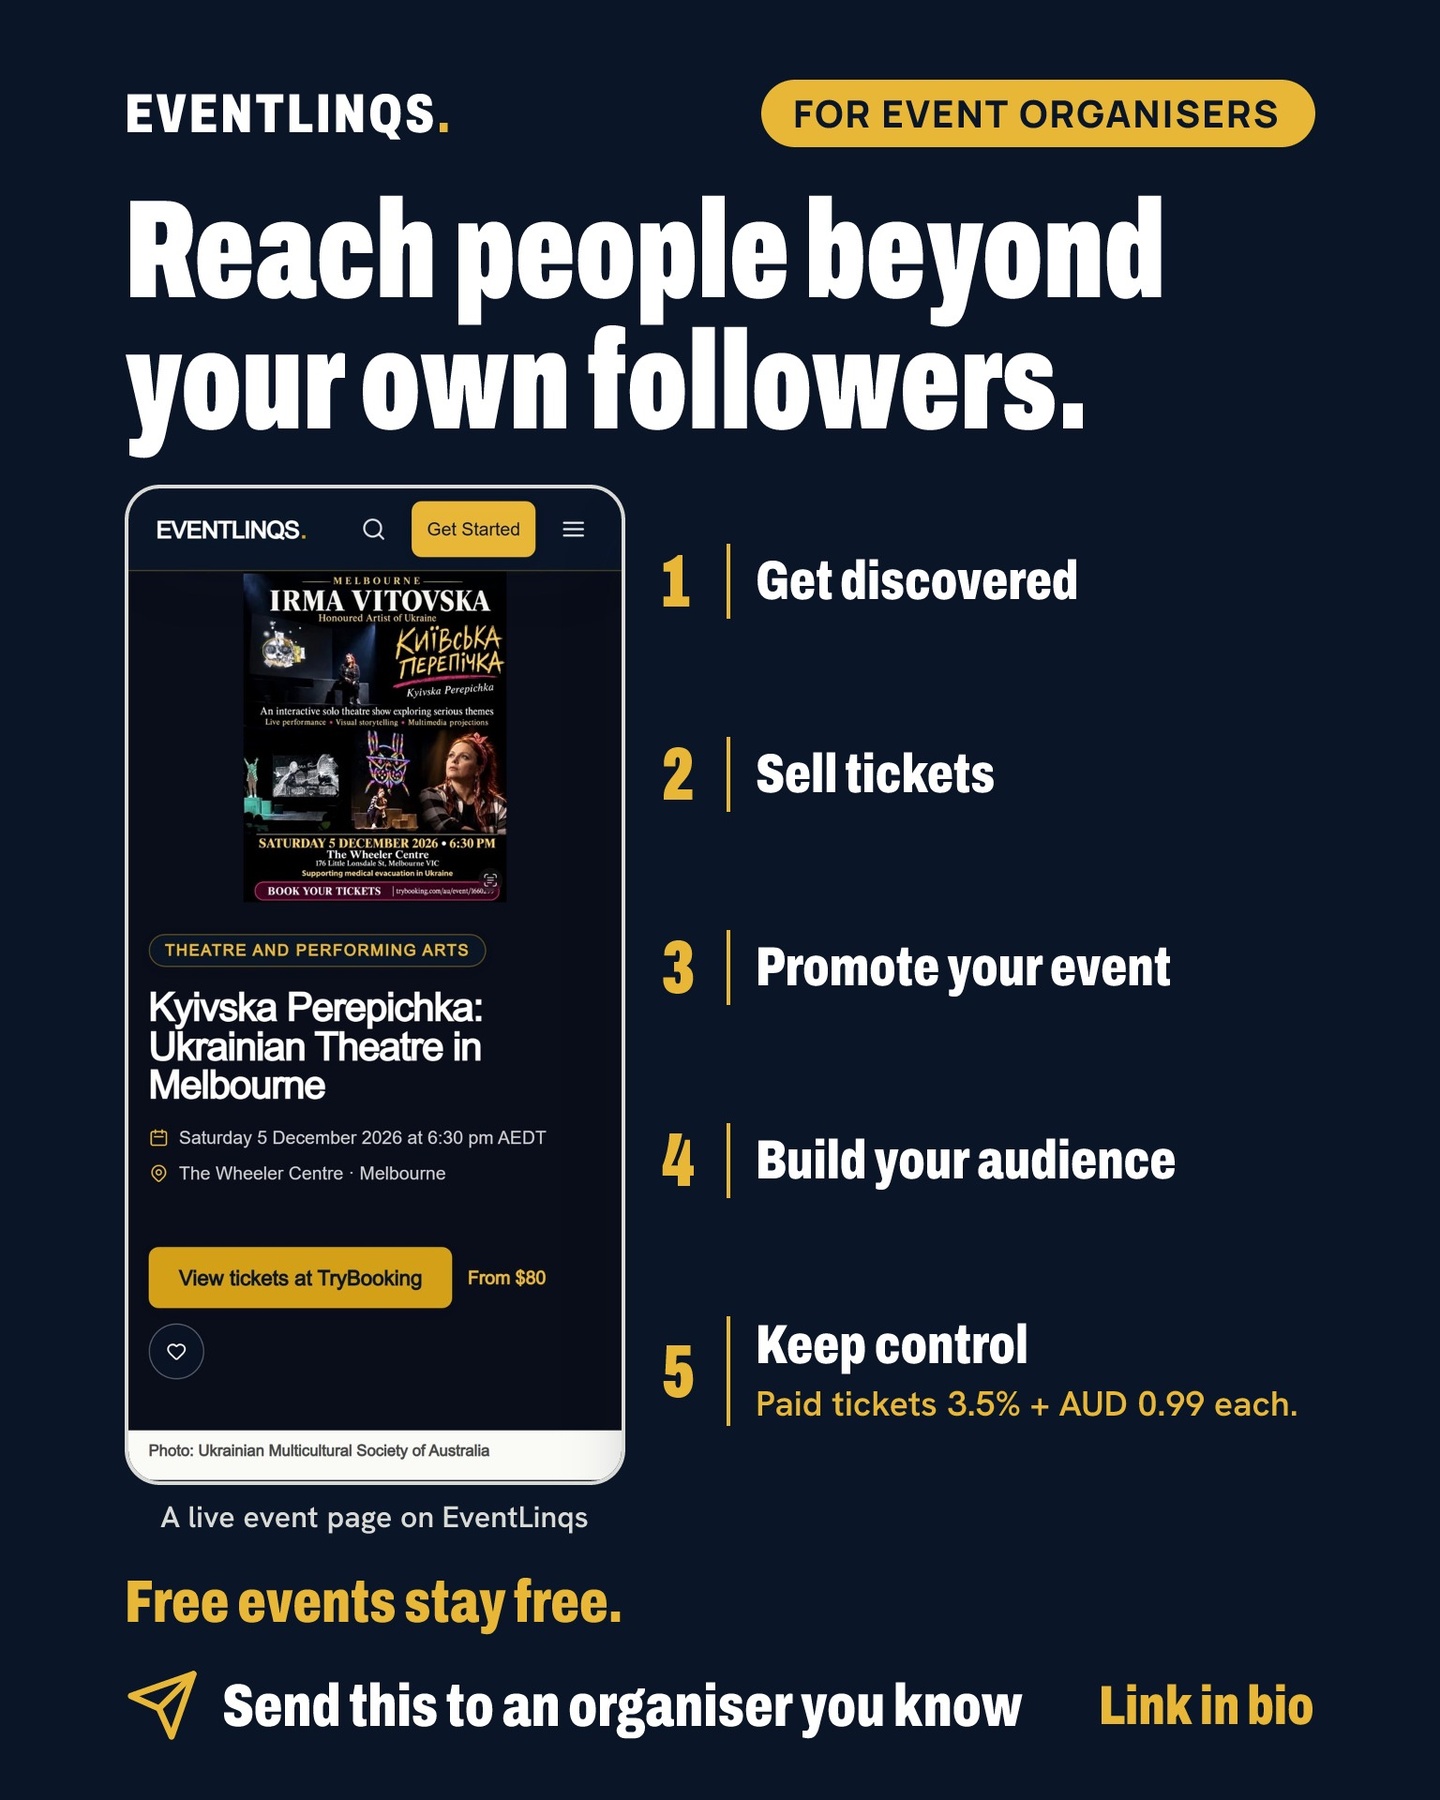 EVENTLINQS.
FOR EVENT ORGANISERS
Reach people beyond
your own followers.
EVENTLINQS.
Get Started
MELBOURNE
IRMA VITOVSKA
Honoured Artist of Ukraine
КИЇВСЬКА
ПЕРЕПІЧКА
Kyivska Perepichka
An interactive solo theatre show exploring serious themes
Live performance • Visual storytelling • Multimedia projections
SATURDAY 5 DECEMBER 2026 • 6:30 PM
The Wheeler Centre
176 Little Lonsdale St, Melbourne VIC
Supporting medical evacuation in Ukraine
BOOK YOUR TICKETS
THEATRE AND PERFORMING ARTS
Kyivska Perepichka:
Ukrainian Theatre in
Melbourne
Saturday 5 December 2026 at 6:30 pm AEDT
The Wheeler Centre · Melbourne
View tickets at TryBooking
From $80
Photo: Ukrainian Multicultural Society of Australia
A live event page on EventLinqs
1 Get discovered
2 Sell tickets
3 Promote your event
4 Build your audience
5 Keep control
Paid tickets 3.5% + AUD 0.99 each.
Free events stay free.
Send this to an organiser you know
Link in bio